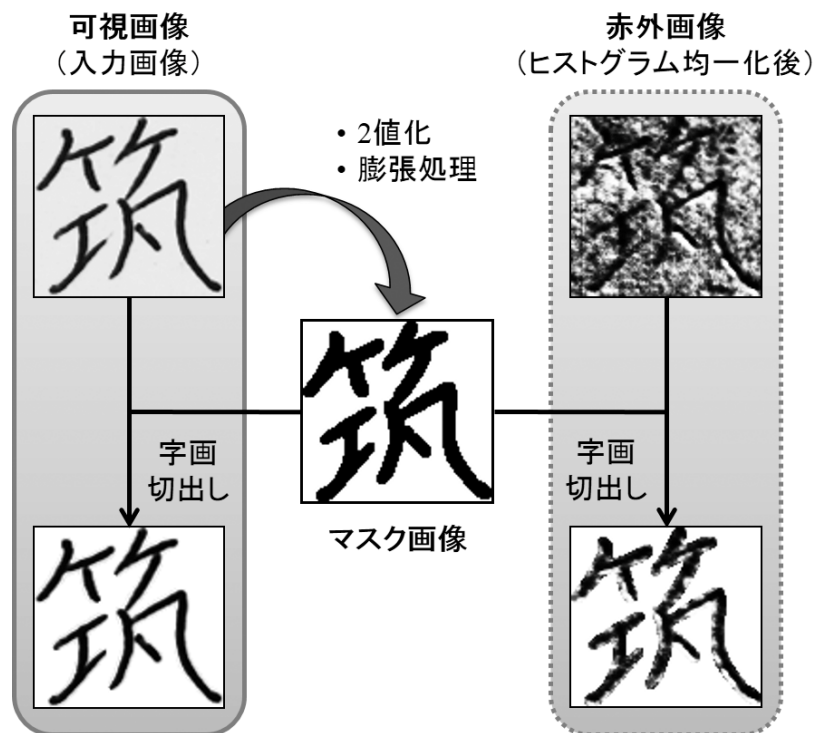 可視画像
(入力画像)
赤外画像
(ヒストグラム均一化後)
・2値化
・膨張処理
筑
筑
筑
字画
切出し
字画
切出し
マスク画像
筑
筑